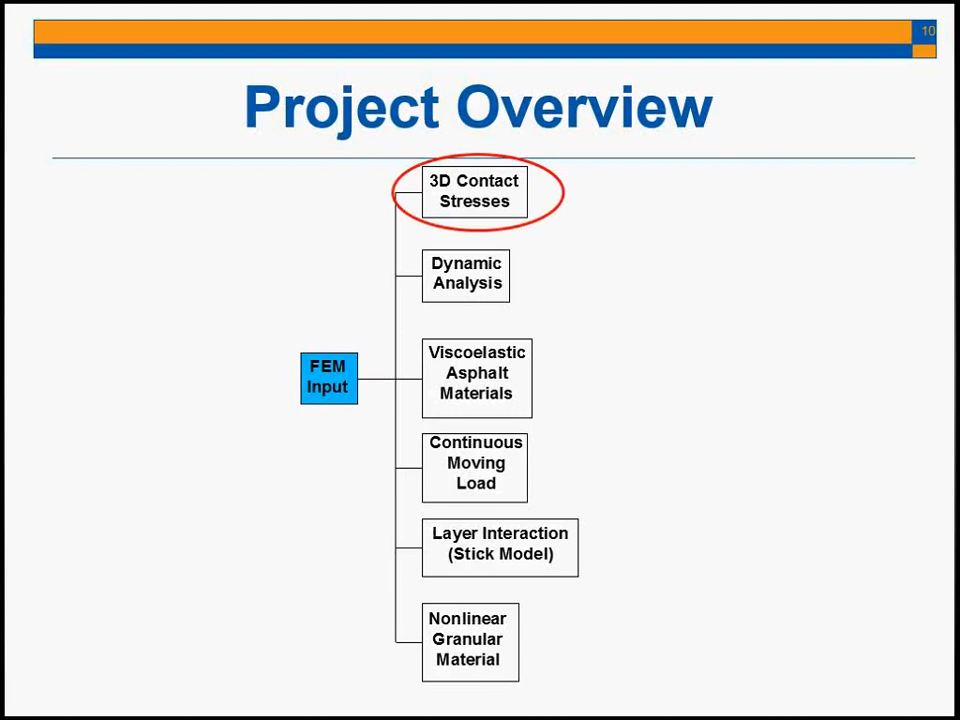 10
Project Overview
3D Contact
Stresses
Dynamic
Analysis
FEM
Input
Viscoelastic
Asphalt
Materials
Continuous
Moving
Load
Layer Interaction
(Stick Model)
Nonlinear
Granular
Material